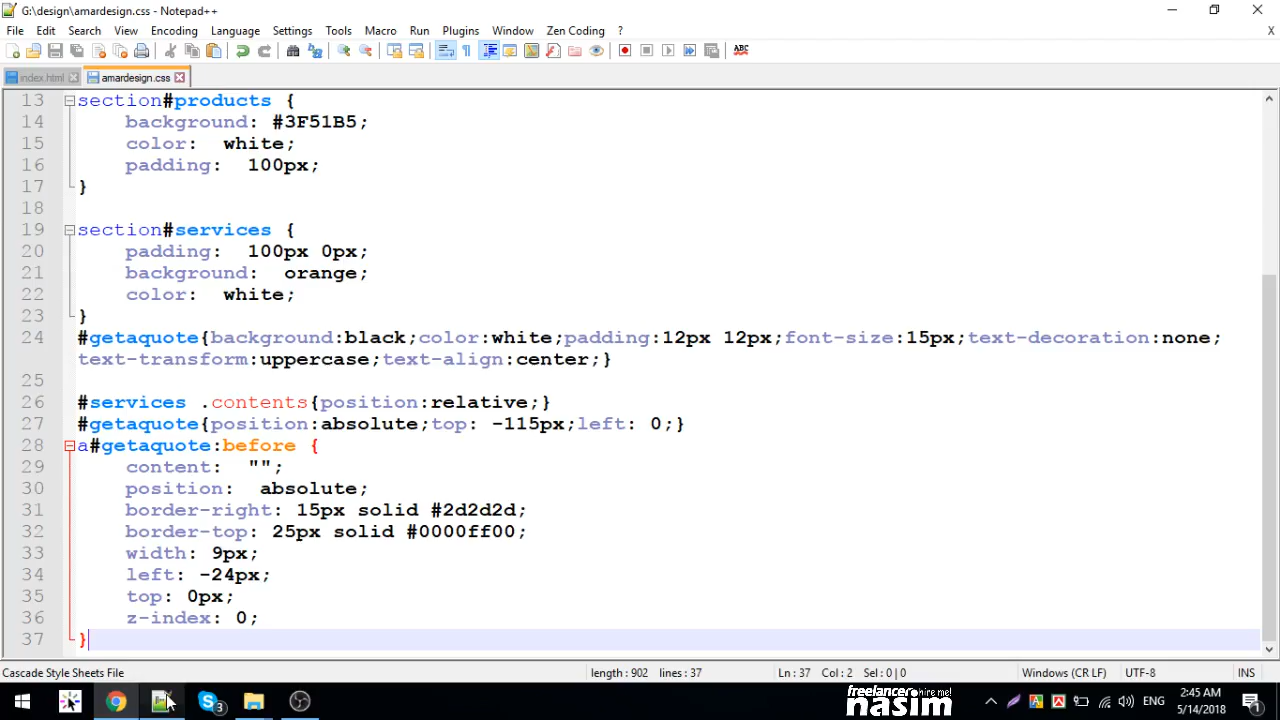 G:\design\amardesign.css - Notepad++
File Edit Search View Encoding Language Settings Tools Macro Run Plugins Window Zen Coding ? X
ABC
index.html amardesign.css
13 section#products {
14 background: #3F51B5;
15 color: white;
16 padding: 100px;
17 }
18
19 section#services {
20 padding: 100px 0px;
21 background: orange;
22 color: white;
23 }
24 #getaquote{background:black;color:white;padding:12px 12px;font-size:15px;text-decoration:none;
text-transform:uppercase;text-align:center;}
25
26 #services .contents{position:relative;}
27 #getaquote{position:absolute;top: -115px;left: 0;}
28 a#getaquote:before {
29 content: "";
30 position: absolute;
31 border-right: 15px solid #2d2d2d;
32 border-top: 25px solid #0000ff00;
33 width: 9px;
34 left: -24px;
35 top: 0px;
36 z-index: 0;
37 }
Cascade Style Sheets File length : 902 lines : 37 Ln : 37 Col : 2 Sel : 0 | 0 Windows (CR LF) UTF-8 INS
3
freelancer hire me!
nasim
ENG
2:45 AM
5/14/2018
1